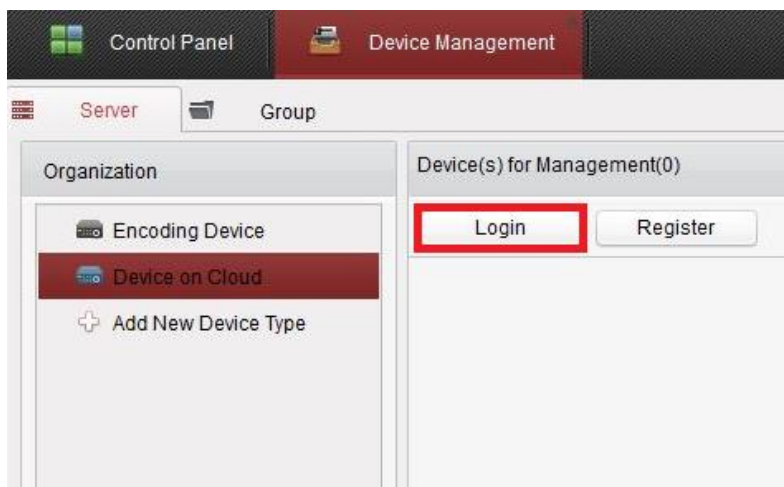 Control Panel
Device Management
Server
Group
Organization
Device(s) for Management(0)
Encoding Device
Login
Register
Device on Cloud
Add New Device Type